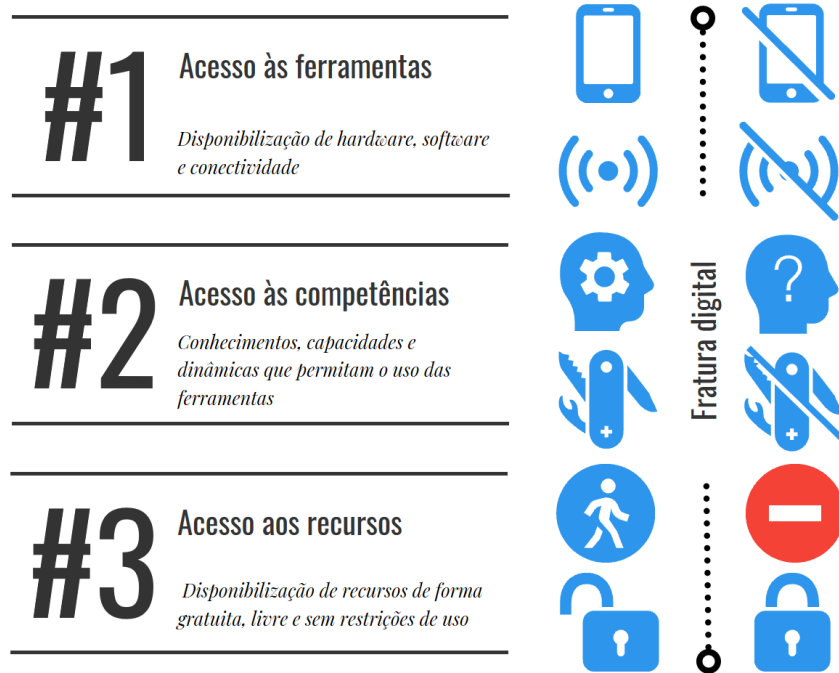 #1
Acesso às ferramentas
Disponibilização de hardware, software
e conectividade
#2
Acesso às competências
Conhecimentos, capacidades e
dinâmicas que permitam o uso das
ferramentas
#3
Acesso aos recursos
Disponibilização de recursos de forma
gratuita, livre e sem restrições de uso
Fratura digital
?